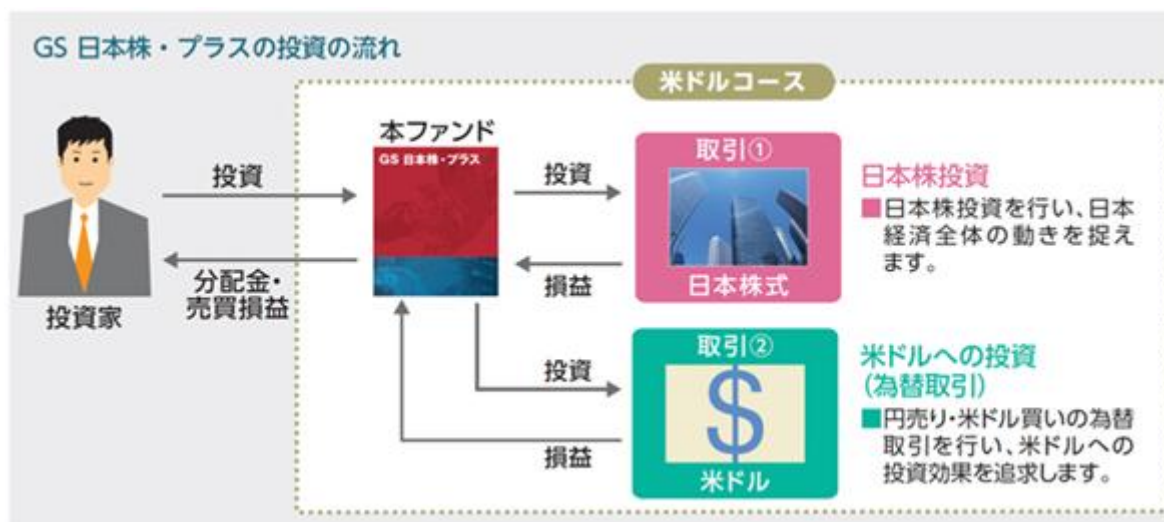 GS 日本株・プラスの投資の流れ
米ドルコース
本ファンド
GS 日本株・プラス
投資
分配金・
売買損益
投資家
投資
損益
取引①
日本株式
日本株投資
■日本株投資を行い、日本
経済全体の動きを捉え
ます。
投資
損益
取引②
$
米ドル
米ドルへの投資
(為替取引)
■円売り・米ドル買いの為替
取引を行い、米ドルへの
投資効果を追求します。